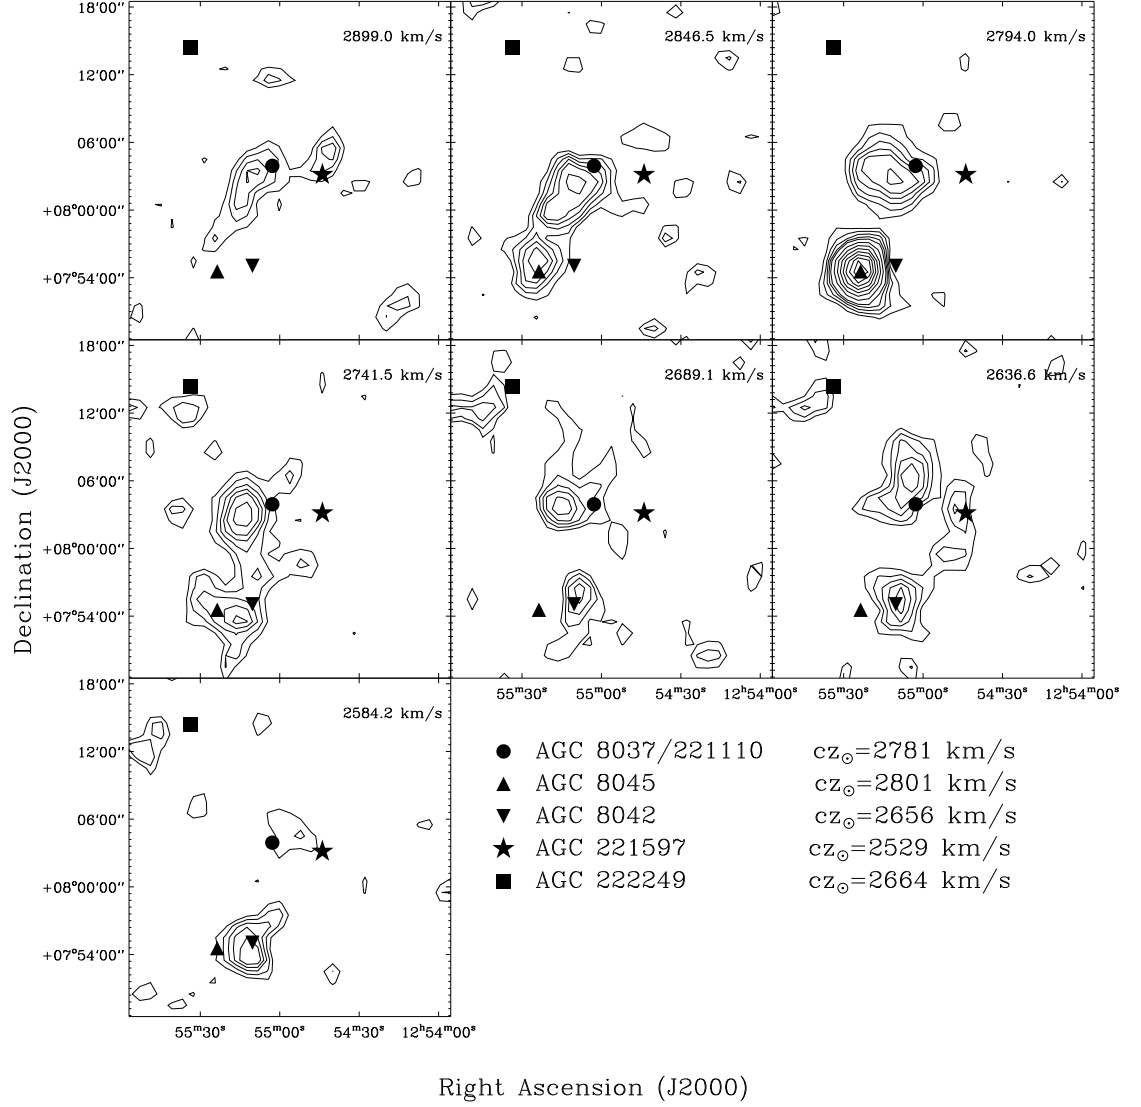 18′00″
2899.0 km/s
2846.5 km/s
2794.0 km/s
12′00″
06′00″
+08°00′00″
+07°54′00″
18′00″
2741.5 km/s
2689.1 km/s
2636.6 km/s
12′00″
06′00″
+08°00′00″
+07°54′00″
Declination (J2000)
55ᵐ30ˢ 55ᵐ00ˢ 54ᵐ30ˢ 12ʰ54ᵐ00ˢ
55ᵐ30ˢ 55ᵐ00ˢ 54ᵐ30ˢ 12ʰ54ᵐ00ˢ
18′00″
2584.2 km/s
12′00″
06′00″
+08°00′00″
+07°54′00″
55ᵐ30ˢ 55ᵐ00ˢ 54ᵐ30ˢ 12ʰ54ᵐ00ˢ
AGC 8037/221110 cz☉=2781 km/s
AGC 8045 cz☉=2801 km/s
AGC 8042 cz☉=2656 km/s
AGC 221597 cz☉=2529 km/s
AGC 222249 cz☉=2664 km/s
Right Ascension (J2000)